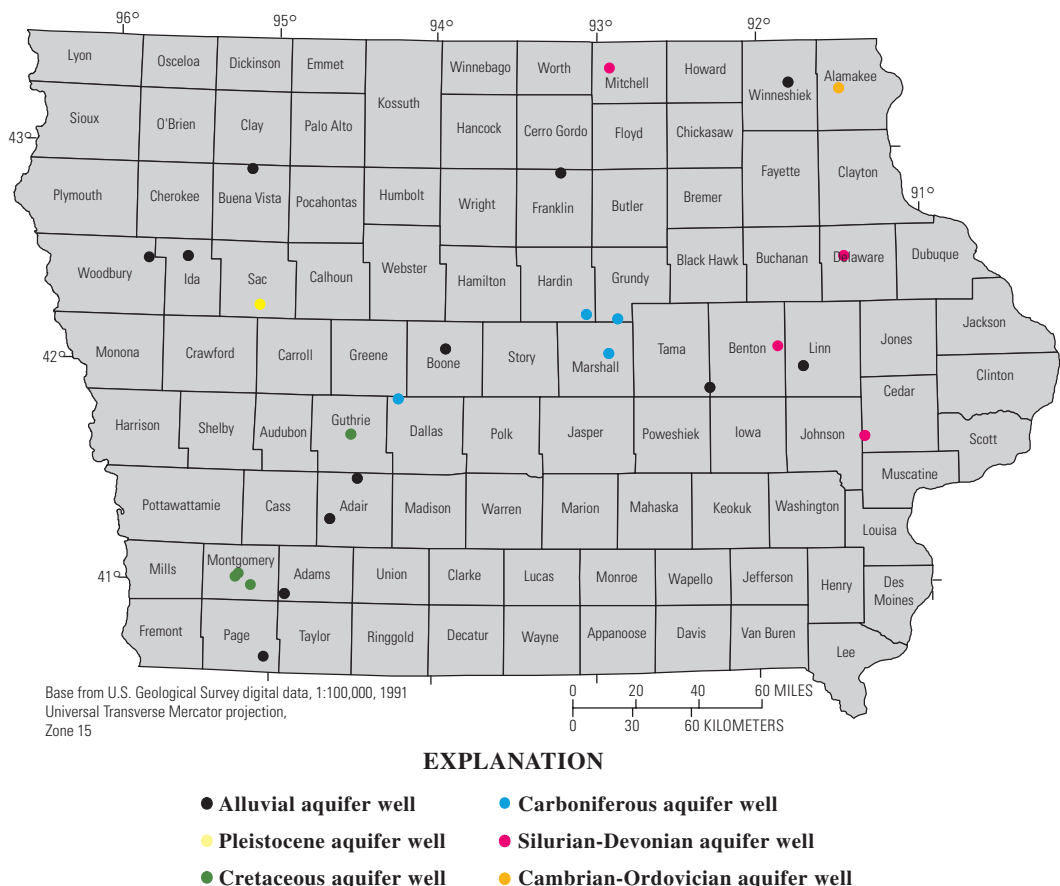 96° 95° 94° 93° 92°
Lyon Osceloa Dickinson Emmet Winnebago Worth Mitchell Howard Winneshiek Alamakee
Kossuth
Sioux O'Brien Clay Palo Alto Hancock Cerro Gordo Floyd Chickasaw
43°
Fayette Clayton
91°
Plymouth Cherokee Buena Vista Pocahontas Humbolt Wright Franklin Butler Bremer
Woodbury Ida Sac Calhoun Webster Hamilton Hardin Grundy Black Hawk Buchanan Delaware Dubuque
Jackson
42°
Monona Crawford Carroll Greene Boone Story Marshall Tama Benton Linn Jones
Clinton
Cedar
Harrison Shelby Audubon Guthrie Dallas Polk Jasper Poweshiek Iowa Johnson
Scott
Muscatine
Pottawattamie Cass Adair Madison Warren Marion Mahaska Keokuk Washington
Louisa
41°
Mills Montgomery Adams Union Clarke Lucas Monroe Wapello Jefferson Henry
Des
Moines
Fremont Page Taylor Ringgold Decatur Wayne Appanoose Davis Van Buren
Lee
Base from U.S. Geological Survey digital data, 1:100,000, 1991
Universal Transverse Mercator projection,
Zone 15
0 20 40 60 MILES
0 30 60 KILOMETERS
EXPLANATION
Alluvial aquifer well
Pleistocene aquifer well
Cretaceous aquifer well
Carboniferous aquifer well
Silurian-Devonian aquifer well
Cambrian-Ordovician aquifer well